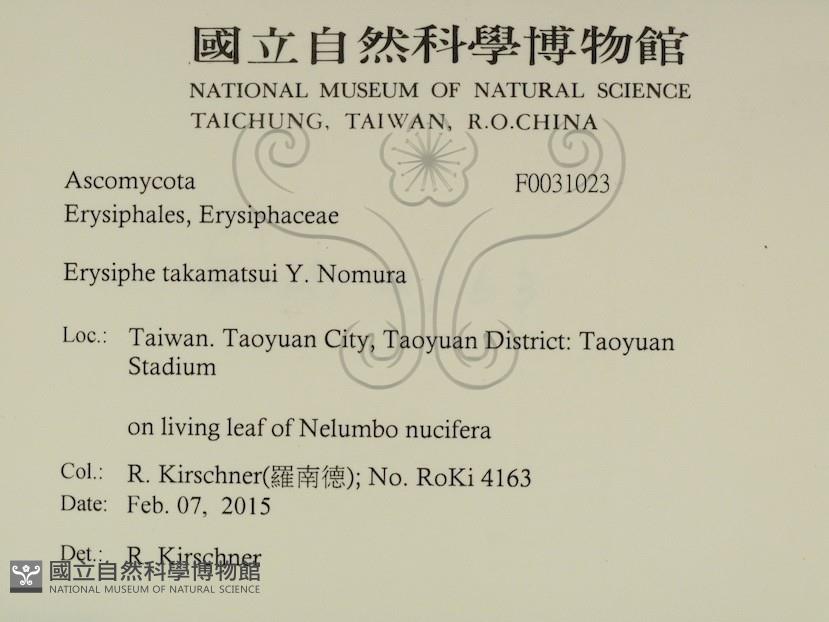 國立自然科學博物館
NATIONAL MUSEUM OF NATURAL SCIENCE
TAICHUNG, TAIWAN, R.O.CHINA
Ascomycota F0031023
Erysiphales, Erysiphaceae
Erysiphe takamatsui Y. Nomura
Loc.: Taiwan. Taoyuan City, Taoyuan District: Taoyuan
Stadium
on living leaf of Nelumbo nucifera
Col.: R. Kirschner(羅南德); No. RoKi 4163
Date: Feb. 07, 2015
Det.: R. Kirschner
國立自然科學博物館
NATIONAL MUSEUM OF NATURAL SCIENCE